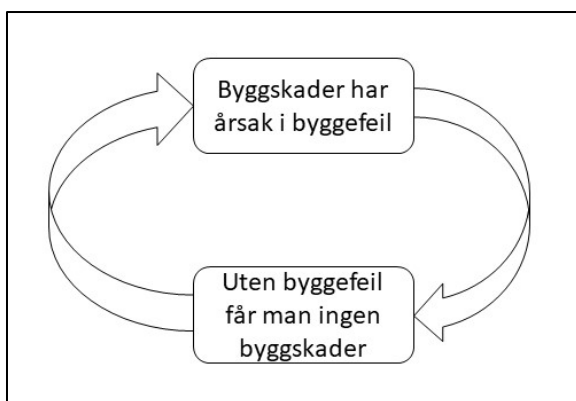 Byggskader har
årsak i byggefeil
Uten byggefeil
får man ingen
byggskader